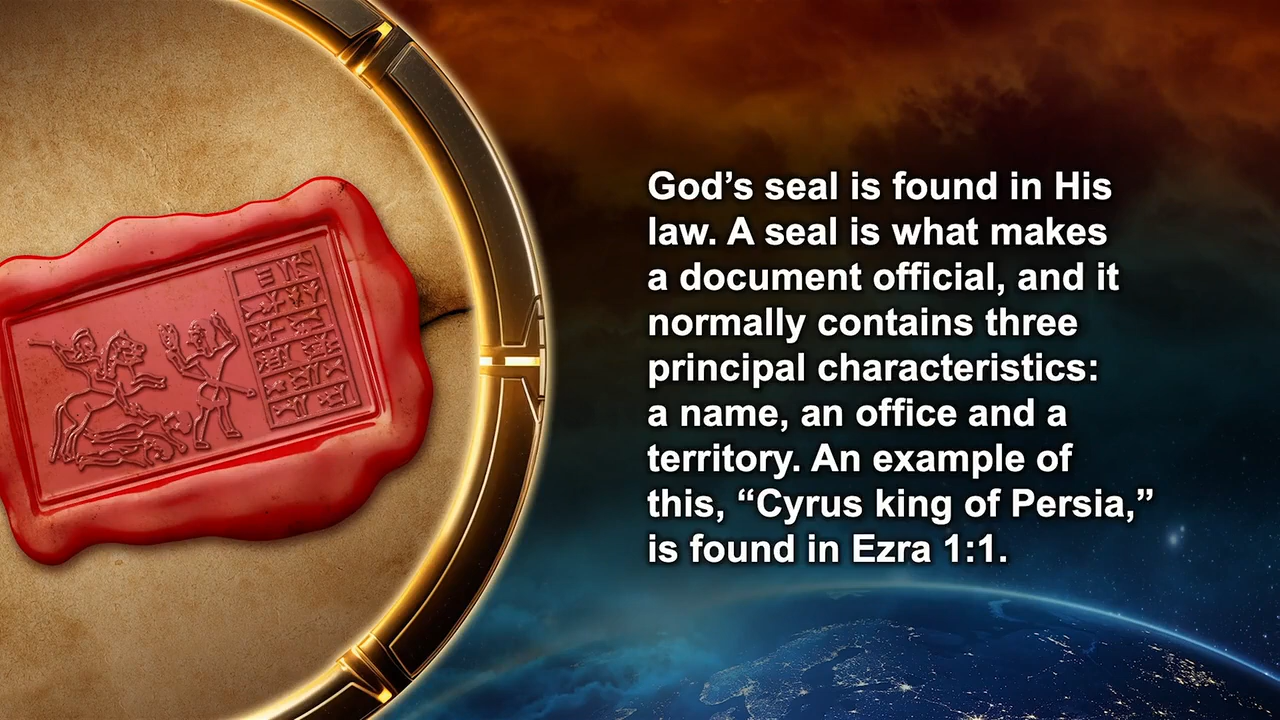 God’s seal is found in His
law. A seal is what makes
a document official, and it
normally contains three
principal characteristics:
a name, an office and a
territory. An example of
this, “Cyrus king of Persia,”
is found in Ezra 1:1.